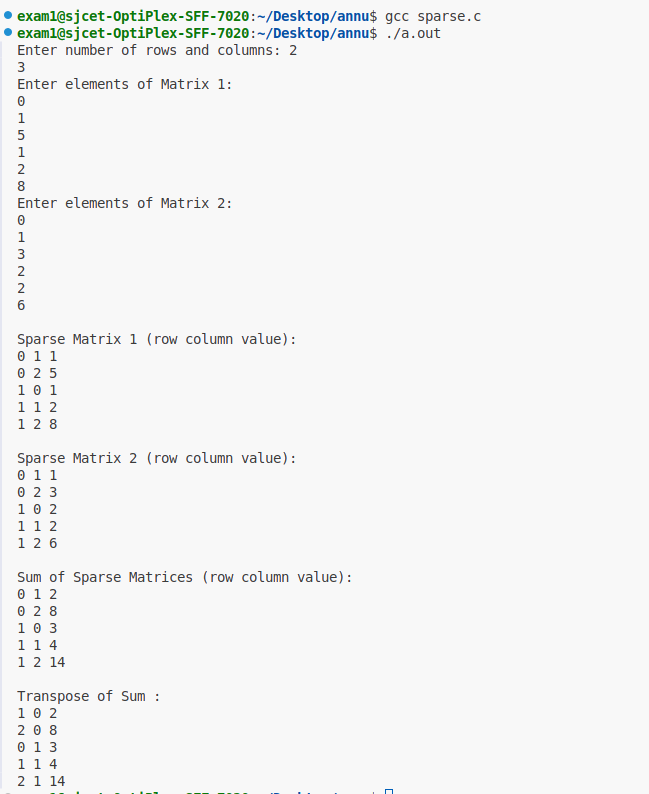 exam1@sjcet-OptiPlex-SFF-7020:~/Desktop/annu$ gcc sparse.c
exam1@sjcet-OptiPlex-SFF-7020:~/Desktop/annu$ ./a.out
Enter number of rows and columns: 2
3
Enter elements of Matrix 1:
0
1
5
1
2
8
Enter elements of Matrix 2:
0
1
3
2
2
6
Sparse Matrix 1 (row column value):
0 1 1
0 2 5
1 0 1
1 1 2
1 2 8
Sparse Matrix 2 (row column value):
0 1 1
0 2 3
1 0 2
1 1 2
1 2 6
Sum of Sparse Matrices (row column value):
0 1 2
0 2 8
1 0 3
1 1 4
1 2 14
Transpose of Sum :
1 0 2
2 0 8
0 1 3
1 1 4
2 1 14